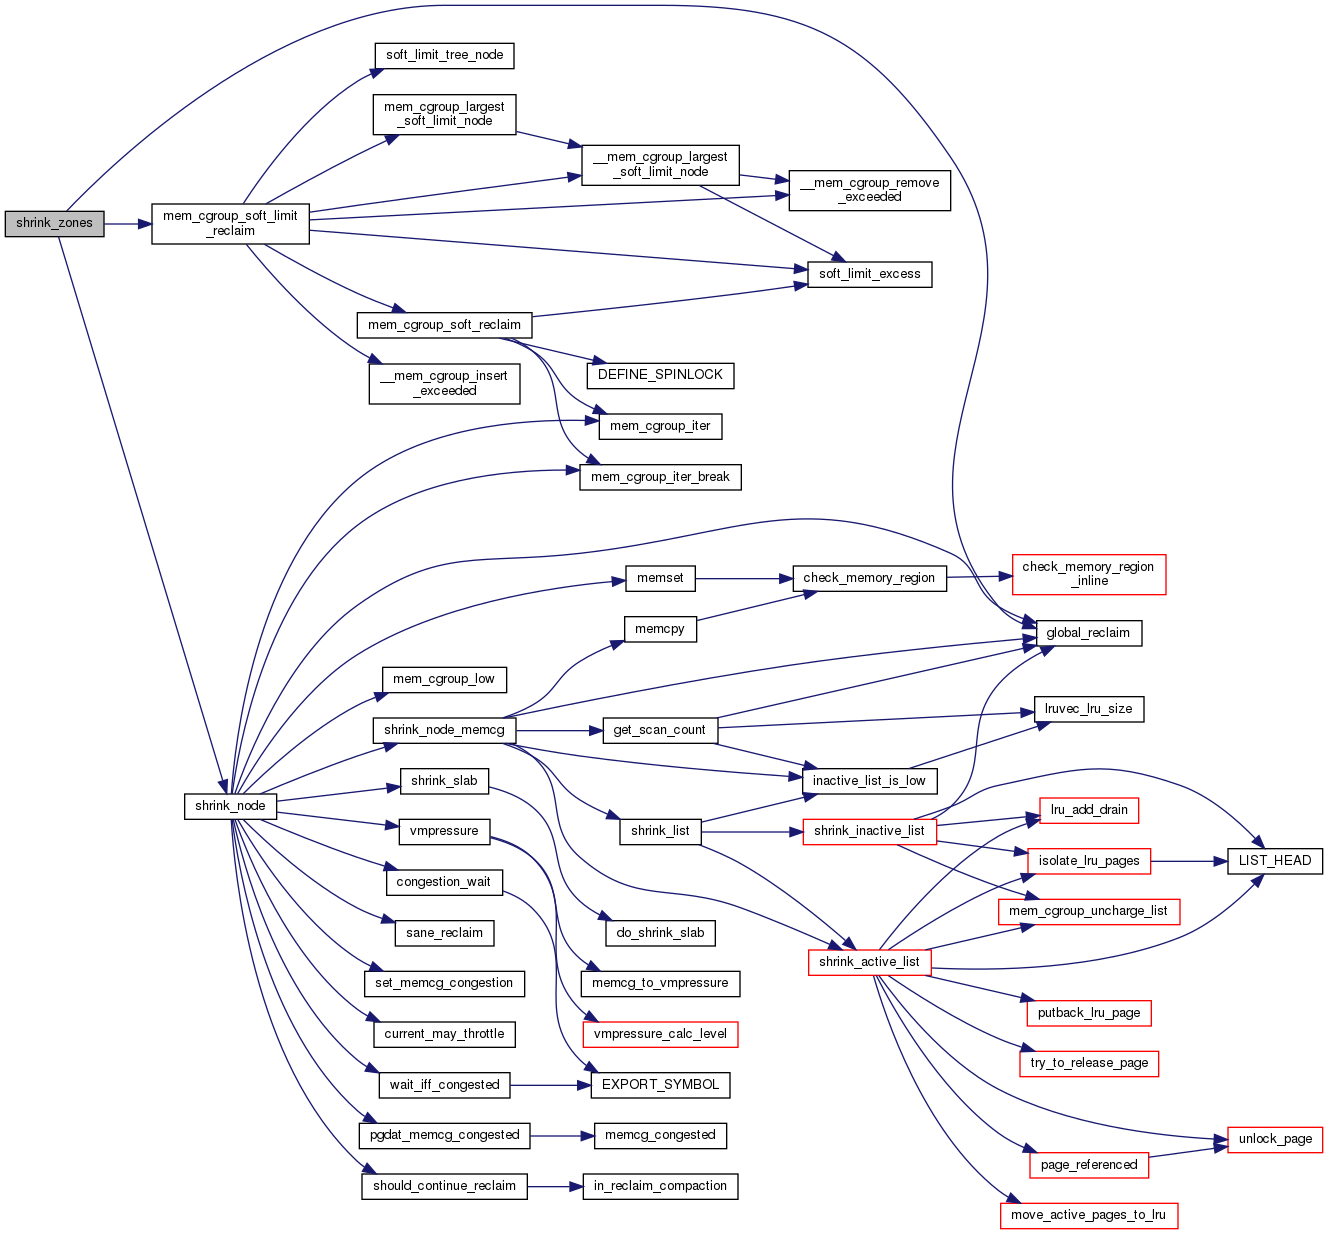 shrink_zones
soft_limit_tree_node
mem_cgroup_largest
_soft_limit_node
__mem_cgroup_largest
_soft_limit_node
__mem_cgroup_remove
_exceeded
mem_cgroup_soft_limit
_reclaim
soft_limit_excess
mem_cgroup_soft_reclaim
DEFINE_SPINLOCK
__mem_cgroup_insert
_exceeded
mem_cgroup_iter
mem_cgroup_iter_break
memset
check_memory_region
check_memory_region
_inline
memcpy
global_reclaim
mem_cgroup_low
shrink_node_memcg
get_scan_count
lruvec_lru_size
shrink_slab
inactive_list_is_low
shrink_node
vmpressure
shrink_list
shrink_inactive_list
lru_add_drain
congestion_wait
isolate_lru_pages
LIST_HEAD
mem_cgroup_uncharge_list
sane_reclaim
do_shrink_slab
shrink_active_list
set_memcg_congestion
memcg_to_vmpressure
putback_lru_page
current_may_throttle
vmpressure_calc_level
try_to_release_page
wait_iff_congested
EXPORT_SYMBOL
pgdat_memcg_congested
memcg_congested
unlock_page
page_referenced
should_continue_reclaim
in_reclaim_compaction
move_active_pages_to_lru